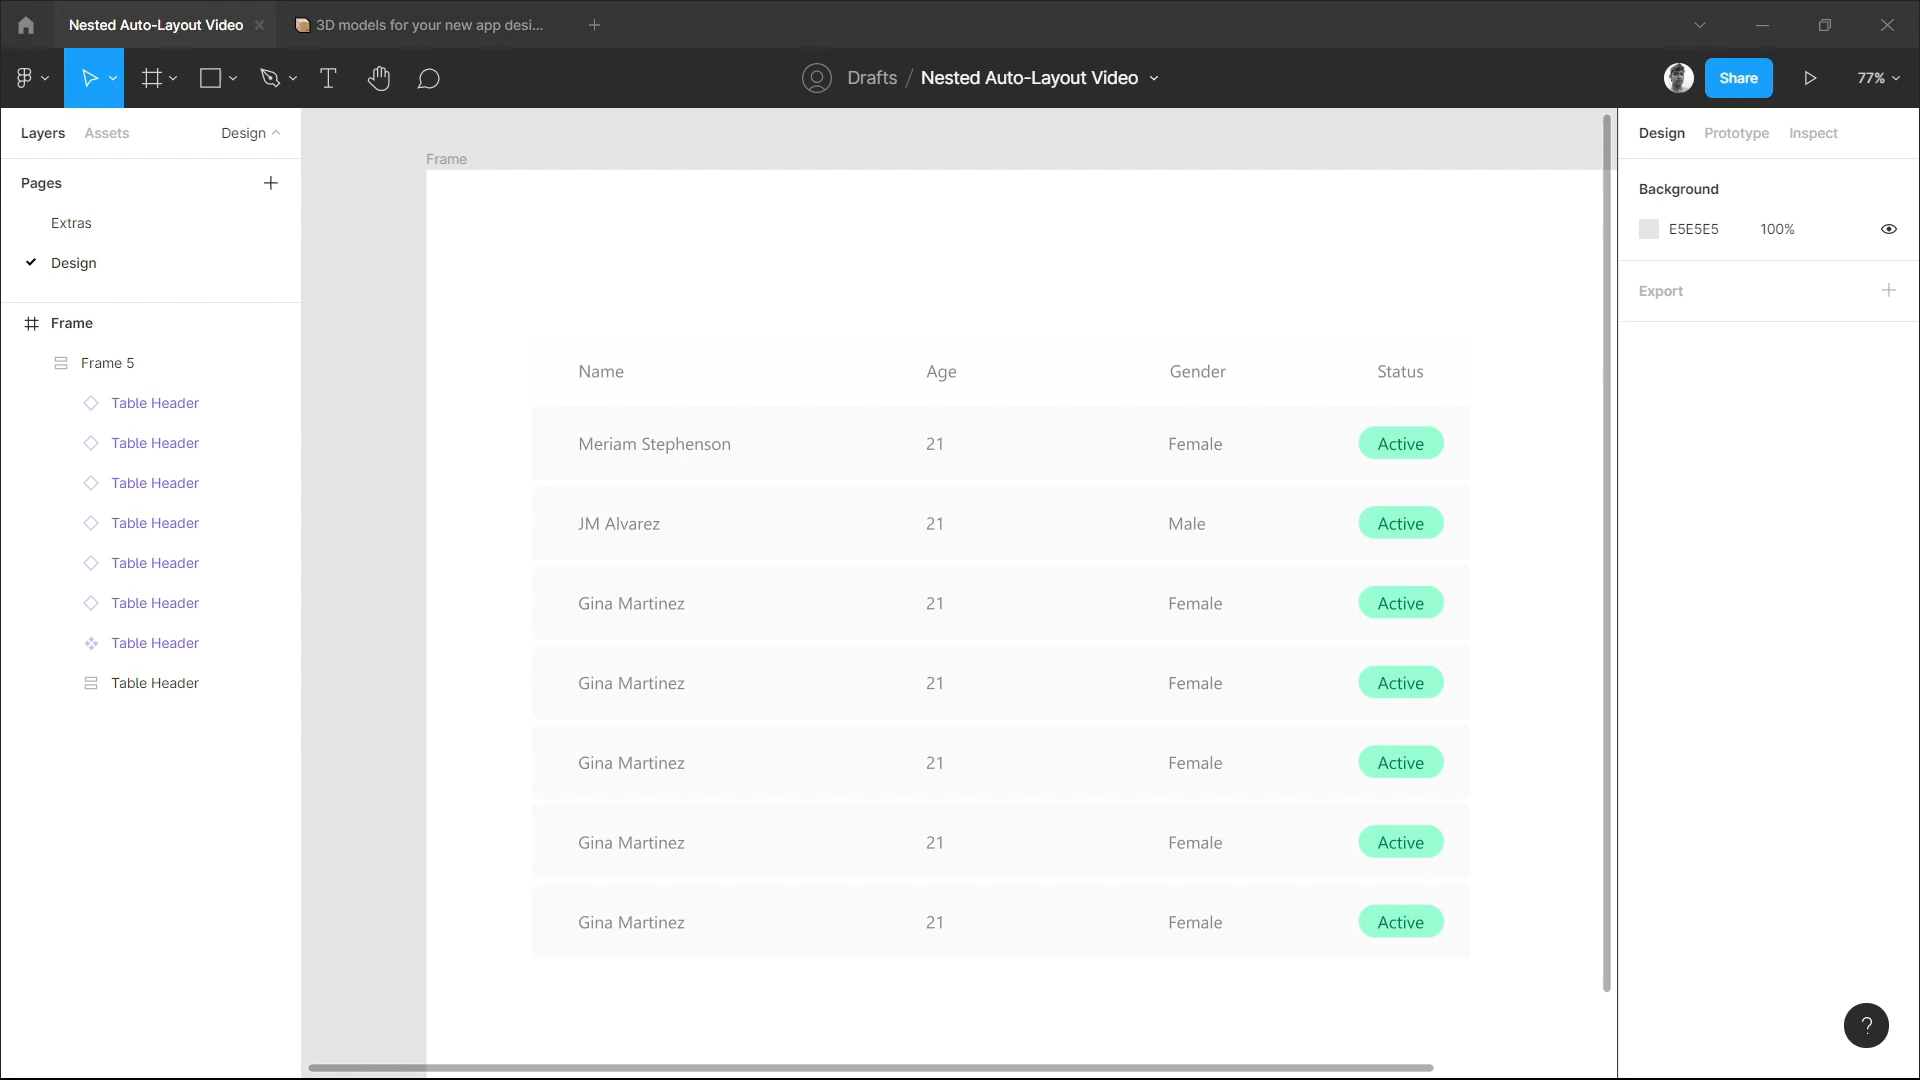 Nested Auto-Layout Video
3D models for your new app desi...
Drafts / Nested Auto-Layout Video
Share
77%
Layers Assets Design
Pages
Extras
Design
Frame
Frame 5
Table Header
Table Header
Table Header
Table Header
Table Header
Table Header
Table Header
Table Header
Frame
Name Age Gender Status
Meriam Stephenson 21 Female Active
JM Alvarez 21 Male Active
Gina Martinez 21 Female Active
Gina Martinez 21 Female Active
Gina Martinez 21 Female Active
Gina Martinez 21 Female Active
Gina Martinez 21 Female Active
Design Prototype Inspect
Background
E5E5E5 100%
Export
?